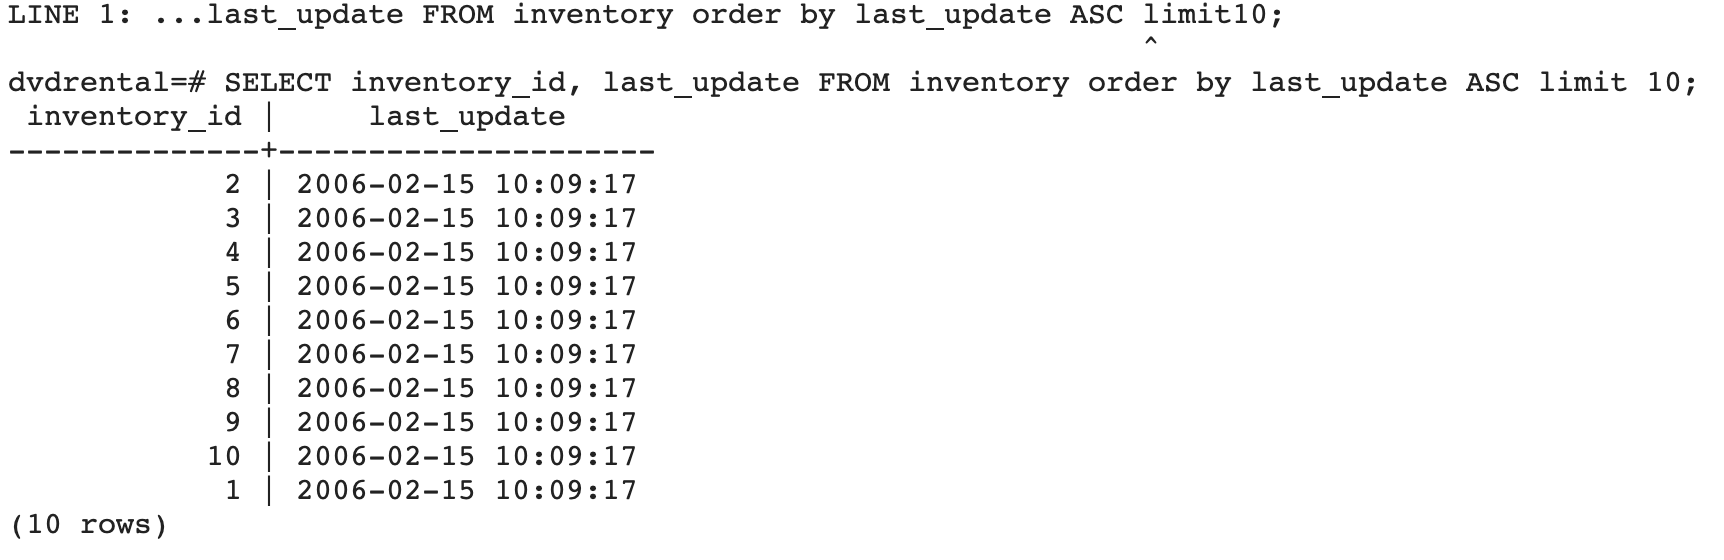 LINE 1: ...last_update FROM inventory order by last_update ASC limit10;
^
dvdrental=# SELECT inventory_id, last_update FROM inventory order by last_update ASC limit 10;
 inventory_id |     last_update
--------------+---------------------
            2 | 2006-02-15 10:09:17
            3 | 2006-02-15 10:09:17
            4 | 2006-02-15 10:09:17
            5 | 2006-02-15 10:09:17
            6 | 2006-02-15 10:09:17
            7 | 2006-02-15 10:09:17
            8 | 2006-02-15 10:09:17
            9 | 2006-02-15 10:09:17
           10 | 2006-02-15 10:09:17
            1 | 2006-02-15 10:09:17
(10 rows)